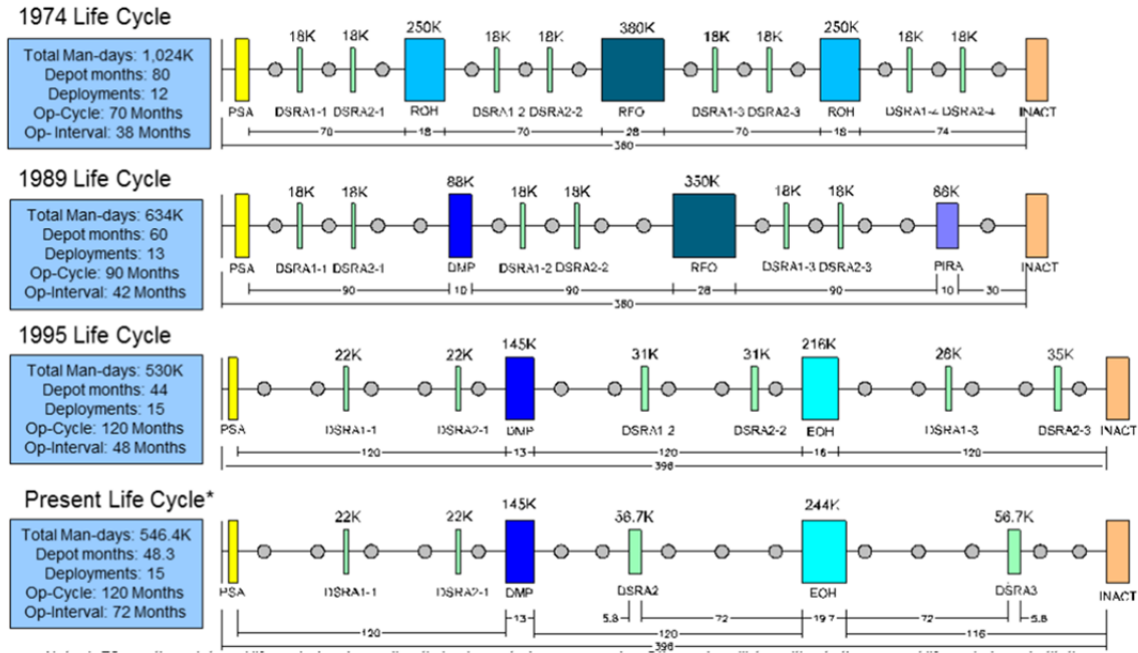 1974 Life Cycle
Total Man-days: 1,024K
Depot months: 80
Deployments: 12
Op-Cycle: 70 Months
Op- Interval: 38 Months
18K 18K 250K 18K 18K 380K 18K 18K 250K 18K 18K
PSA DSRA1-1 DSRA2-1 ROH DSRA1 2 DSRA2-2 RFO DSRA1-3 DSRA2-3 ROH DSRA1-4 DSRA2-4 INACT
70 18 70 28 70 18 74
380
1989 Life Cycle
Total Man-days: 634K
Depot months: 60
Deployments: 13
Op-Cycle: 90 Months
Op-Interval: 42 Months
18K 18K 88K 18K 18K 350K 18K 18K 88K
PSA DSRA1-1 DSRA2-1 DMP DSRA1-2 DSRA2-2 RFO DSRA1-3 DSRA2-3 PIRA INACT
90 10 90 28 90 10 30
380
1995 Life Cycle
Total Man-days: 530K
Depot months: 44
Deployments: 15
Op-Cycle: 120 Months
Op-Interval: 48 Months
22K 22K 145K 31K 31K 216K 26K 35K
PSA DSRA1-1 DSRA2-1 DMP DSRA1 2 DSRA2-2 EOH DSRA1-3 DSRA2-3 INACT
120 13 120 16 120
396
Present Life Cycle*
Total Man-days: 546.4K
Depot months: 48.3
Deployments: 15
Op-Cycle: 120 Months
Op-Interval: 72 Months
22K 22K 145K 56.7K 244K 56.7K
PSA DSRA1-1 DSRA2-1 DMP DSRA2 EOH DSRA3 INACT
13 5.8 72 19 7 72 5.8
120 120 116
396